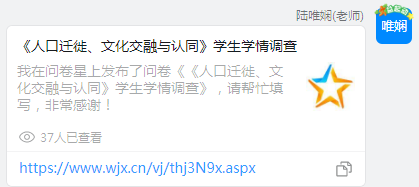 陆唯娴(老师)
唯娴
《人口迁徙、文化交融与认同》学生学情调查
我在问卷星上发布了问卷《《人口迁徙、文
化交融与认同》学生学情调查》，请帮忙填
写，非常感谢！
37人已查看
https://www.wjx.cn/vj/thj3N9x.aspx